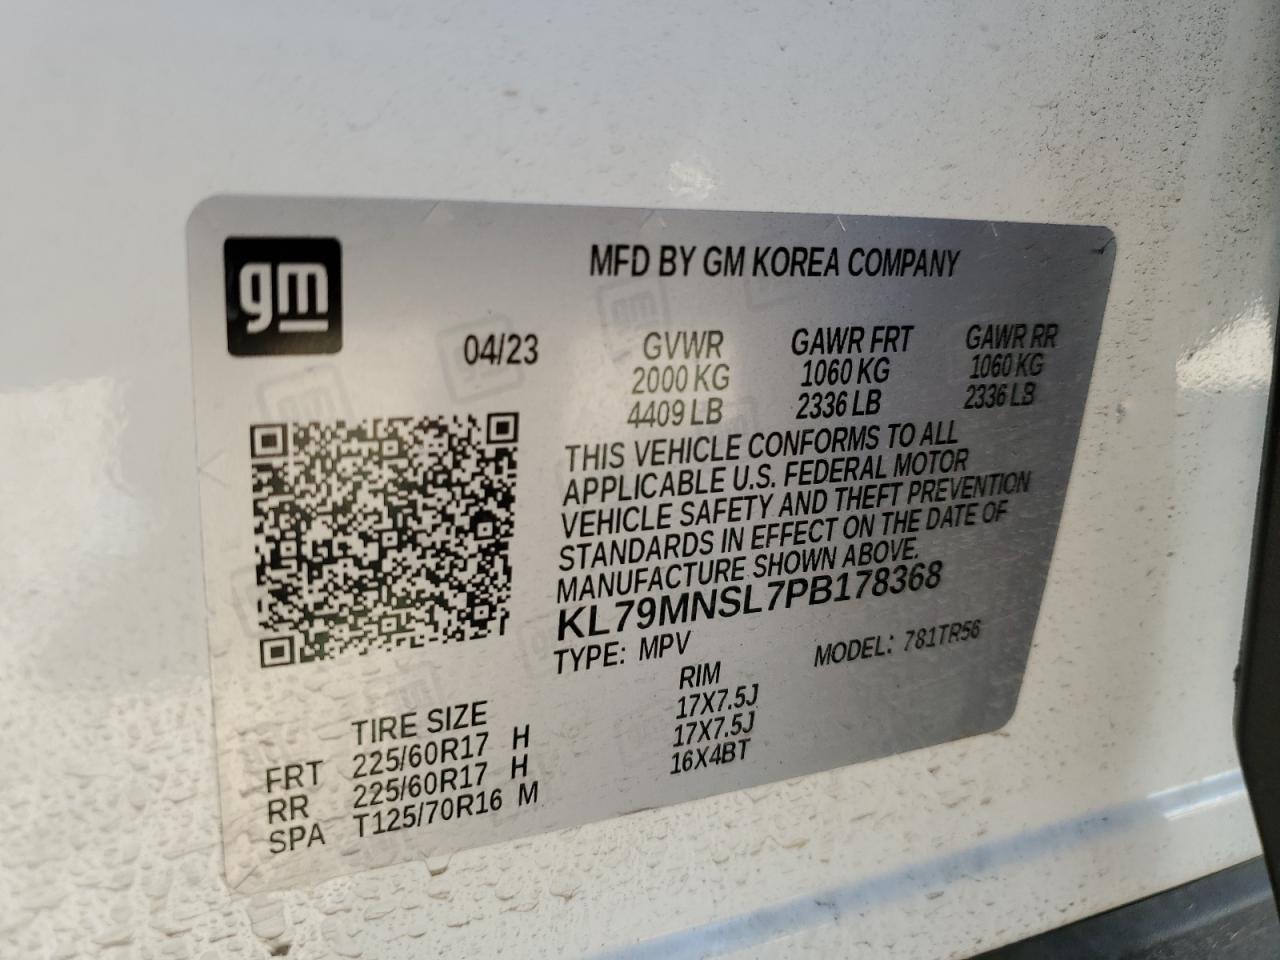 gm
MFD BY GM KOREA COMPANY
04/23
GVWR GAWR FRT GAWR RR
2000 KG 1060 KG 1060 KG
4409 LB 2336 LB 2336 LB
THIS VEHICLE CONFORMS TO ALL
APPLICABLE U.S. FEDERAL MOTOR
VEHICLE SAFETY AND THEFT PREVENTION
STANDARDS IN EFFECT ON THE DATE OF
MANUFACTURE SHOWN ABOVE.
KL79MNSL7PB178368
TYPE: MPV MODEL: 781TR56
TIRE SIZE RIM
FRT 225/60R17 H 17X7.5J
RR 225/60R17 H 17X7.5J
SPA T125/70R16 M 16X4BT